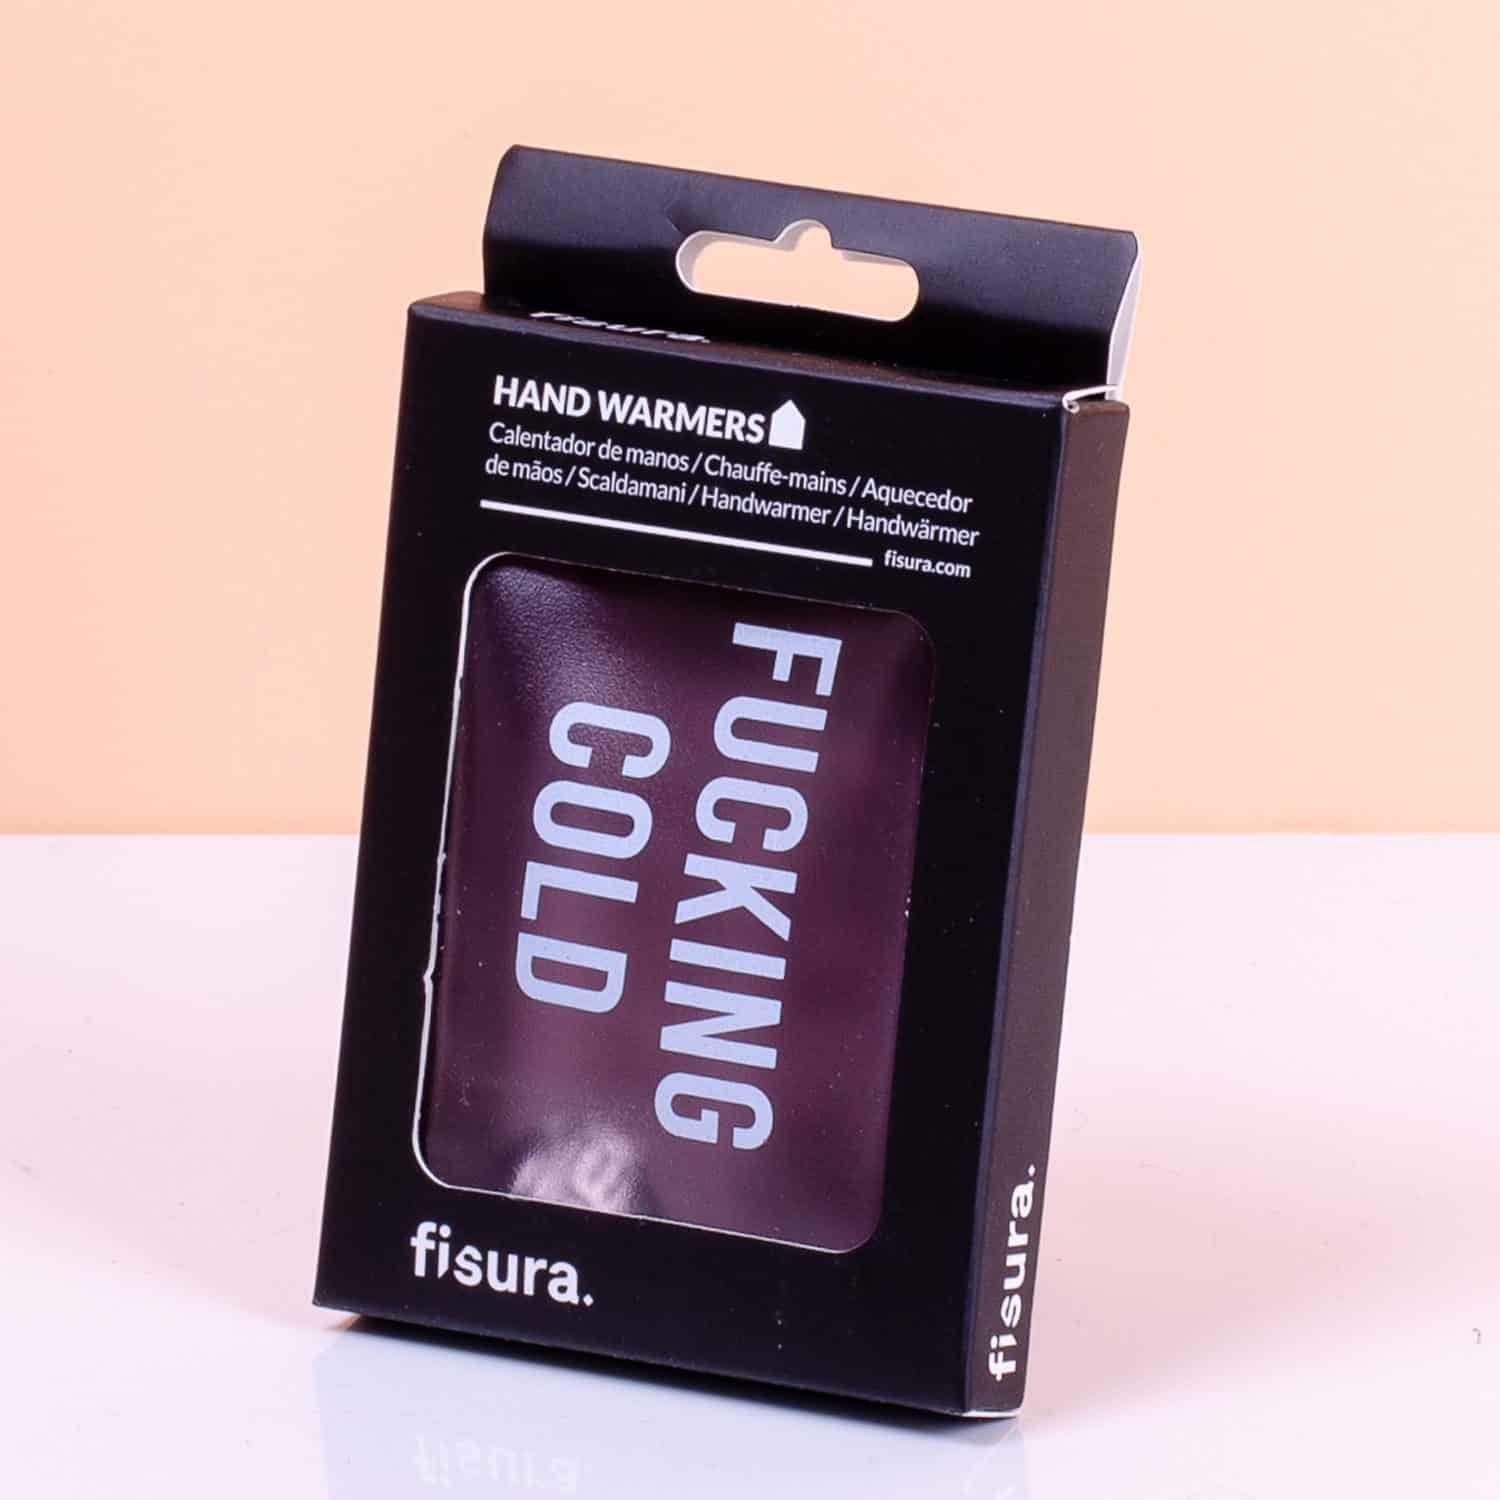 fisura.
HAND WARMERS
Calentador de manos / Chauffe-mains / Aquecedor
de mãos / Scaldamani / Handwarmer / Handwärmer
fisura.com
FUCKING
COLD
fisura.
fisura.